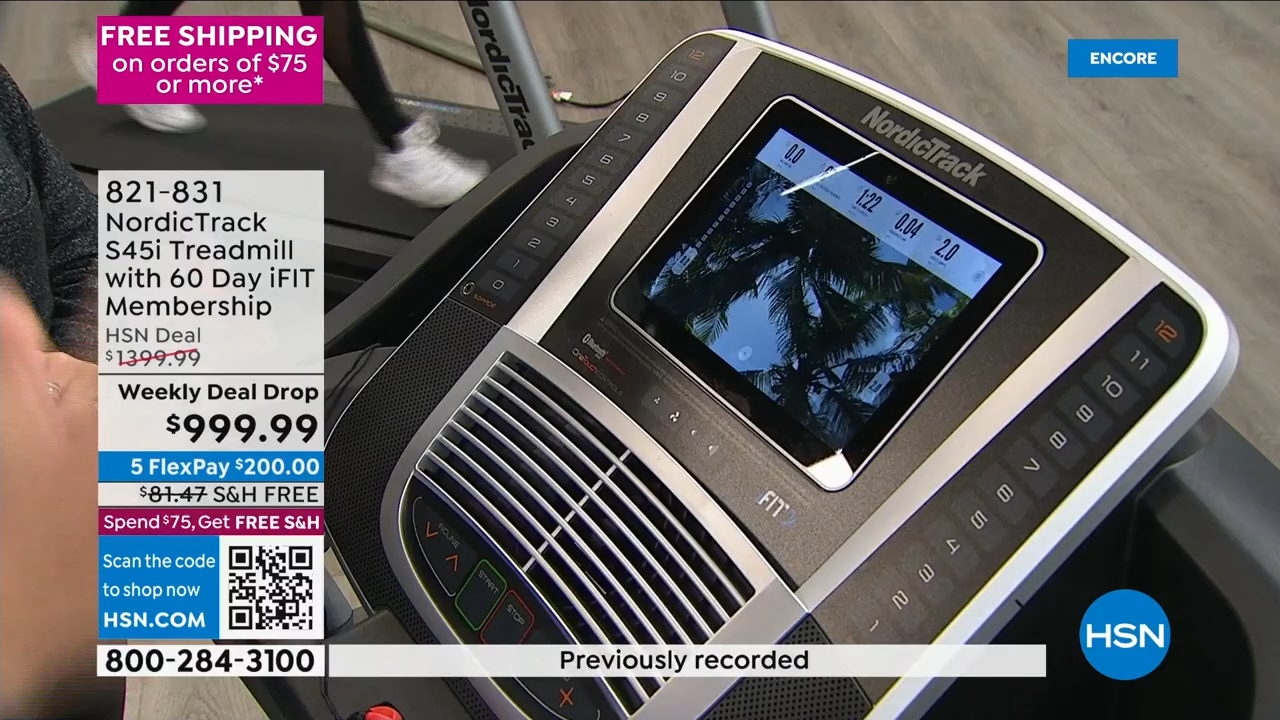 FREE SHIPPING
on orders of $75
or more*
ENCORE
821-831
NordicTrack
S45i Treadmill
with 60 Day iFIT
Membership
HSN Deal
$1399.99
Weekly Deal Drop
$999.99
5 FlexPay $200.00
$81.47 S&H FREE
Spend $75, Get FREE S&H
Scan the code
to shop now
HSN.COM
800-284-3100
Previously recorded
HSN
NordicTrack
NordicTrack
0.0
1:22
0.04
2.0
12
10
9
8
7
6
5
4
3
2
1
0
Bluetooth
FIT
INCLINE
START
STOP
12
11
10
9
8
7
6
5
4
3
2
1